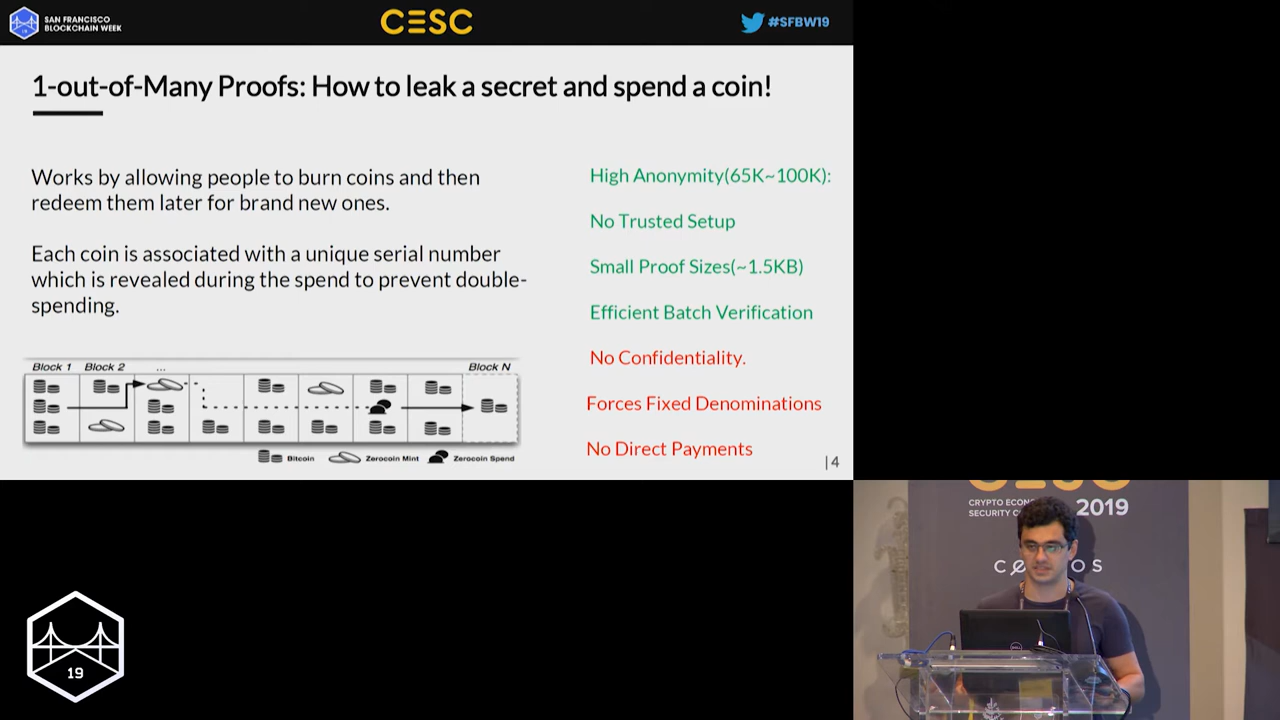 SAN FRANCISCO
BLOCKCHAIN WEEK
CESC
#SFBW19
1-out-of-Many Proofs: How to leak a secret and spend a coin!
Works by allowing people to burn coins and then
redeem them later for brand new ones.
Each coin is associated with a unique serial number
which is revealed during the spend to prevent double-
spending.
High Anonymity(65K~100K):
No Trusted Setup
Small Proof Sizes(~1.5KB)
Efficient Batch Verification
No Confidentiality.
Forces Fixed Denominations
No Direct Payments
Block 1 Block 2 ... Block N
Bitcoin Zerocoin Mint Zerocoin Spend
|4
CRYPTO
SECURITY
2019
19